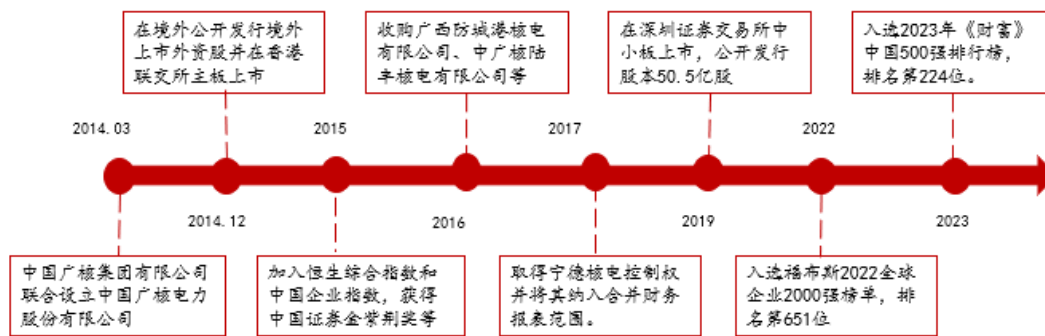 在境外公开发行境外
上市外资股并在香港
联交所主板上市
收购广西防城港核电
有限公司、中广核陆
丰核电有限公司等
在深圳证券交易所中
小板上市，公开发行
股本50.5亿股
入选2023年《财富》
中国500强排行榜，
排名第224位。
2014.03
2015
2017
2022
2014.12
2016
2019
2023
中国广核集团有限公司
联合设立中国广核电力
股份有限公司
加入恒生综合指数和
中国企业指数，获得
中国证券金紫荆奖等
取得宁德核电控制权
并将其纳入合并财务
报表范围。
入选福布斯2022全球
企业2000强榜单，排
名第651位